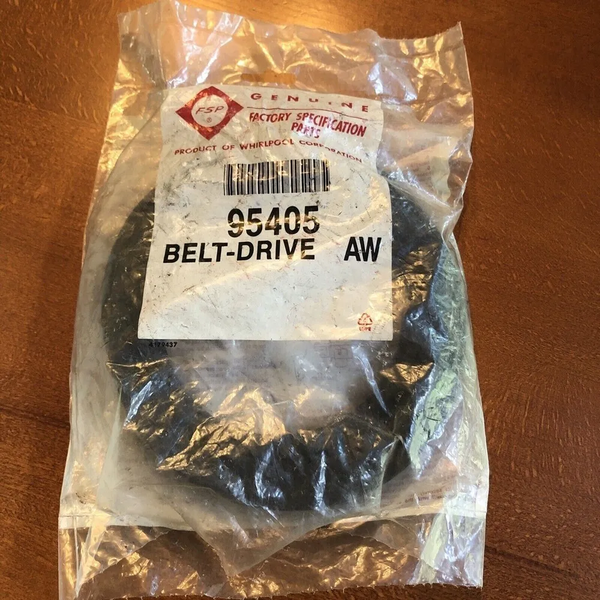 FSP
GENUINE
FACTORY SPECIFICATION
PARTS
PRODUCT OF WHIRLPOOL CORPORATION
95405
BELT-DRIVE AW